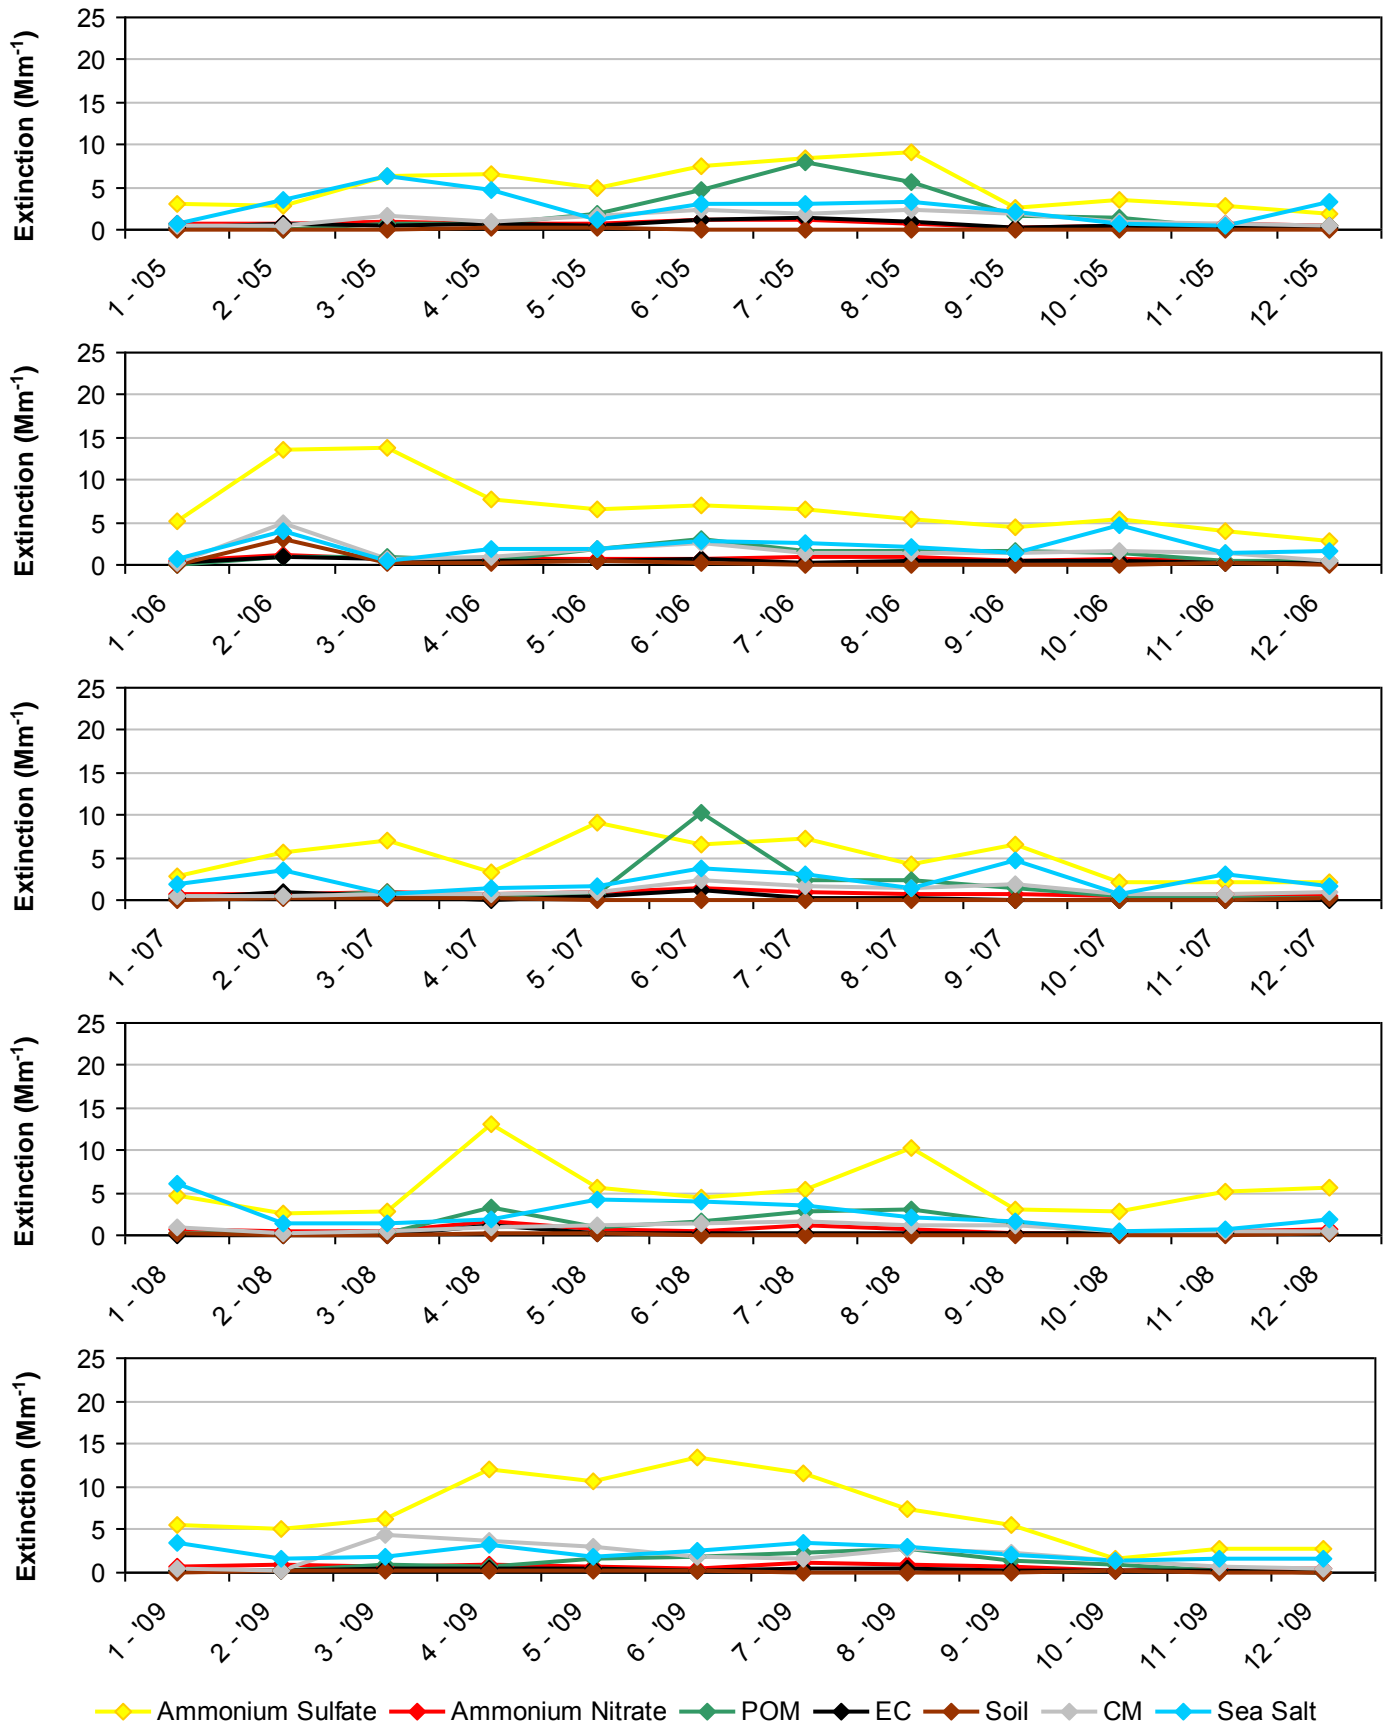 25
20
15
10
5
0
Extinction (Mm⁻¹)
1 - '05 2 - '05 3 - '05 4 - '05 5 - '05 6 - '05 7 - '05 8 - '05 9 - '05 10 - '05 11 - '05 12 - '05
25
20
15
10
5
0
Extinction (Mm⁻¹)
1 - '06 2 - '06 3 - '06 4 - '06 5 - '06 6 - '06 7 - '06 8 - '06 9 - '06 10 - '06 11 - '06 12 - '06
25
20
15
10
5
0
Extinction (Mm⁻¹)
1 - '07 2 - '07 3 - '07 4 - '07 5 - '07 6 - '07 7 - '07 8 - '07 9 - '07 10 - '07 11 - '07 12 - '07
25
20
15
10
5
0
Extinction (Mm⁻¹)
1 - '08 2 - '08 3 - '08 4 - '08 5 - '08 6 - '08 7 - '08 8 - '08 9 - '08 10 - '08 11 - '08 12 - '08
25
20
15
10
5
0
Extinction (Mm⁻¹)
1 - '09 2 - '09 3 - '09 4 - '09 5 - '09 6 - '09 7 - '09 8 - '09 9 - '09 10 - '09 11 - '09 12 - '09
Ammonium Sulfate Ammonium Nitrate POM EC Soil CM Sea Salt